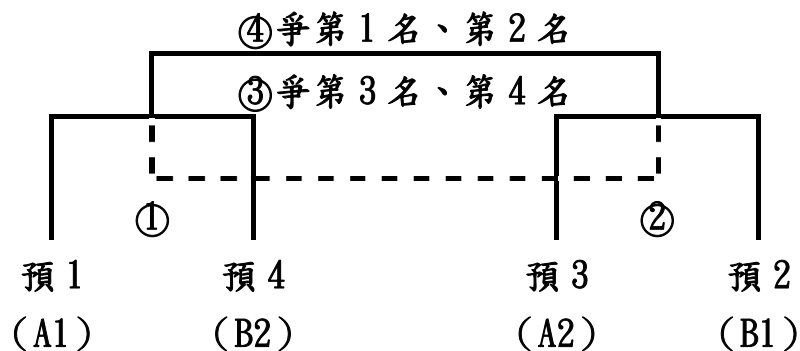 ④爭第1名、第2名
③爭第3名、第4名
① ②
預1 預4 預3 預2
(A1) (B2) (A2) (B1)